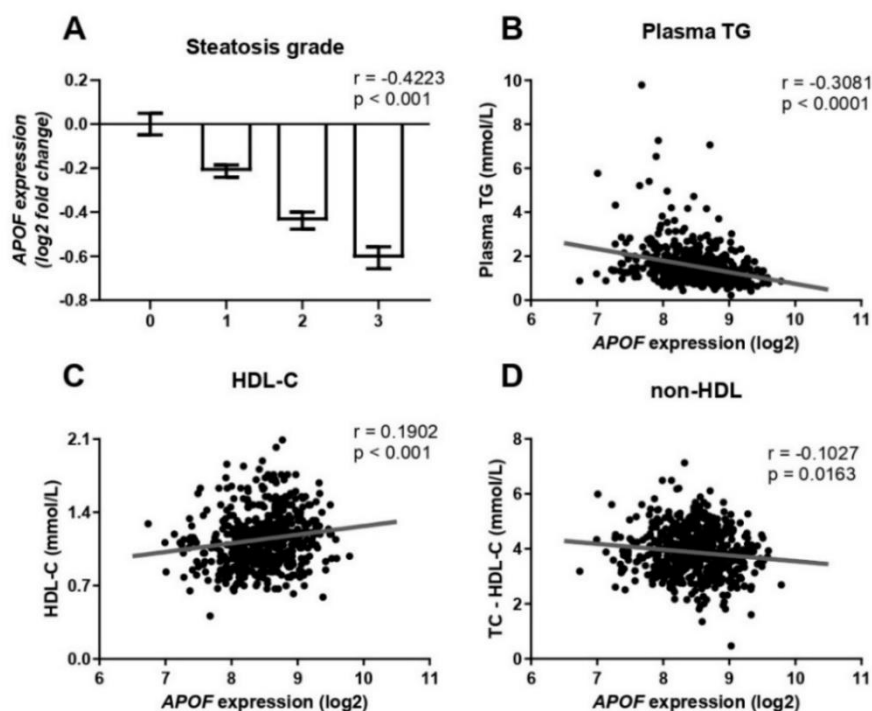 A
Steatosis grade
r = -0.4223
p < 0.001
APOF expression
(log2 fold change)
0.2
0.0
-0.2
-0.4
-0.6
-0.8
0 1 2 3
B
Plasma TG
r = -0.3081
p < 0.0001
Plasma TG (mmol/L)
10
8
6
4
2
0
6 7 8 9 10 11
APOF expression (log2)
C
HDL-C
r = 0.1902
p < 0.001
HDL-C (mmol/L)
2.1
1.4
0.7
0.0
6 7 8 9 10 11
APOF expression (log2)
D
non-HDL
r = -0.1027
p = 0.0163
TC - HDL-C (mmol/L)
8
6
4
2
0
6 7 8 9 10 11
APOF expression (log2)